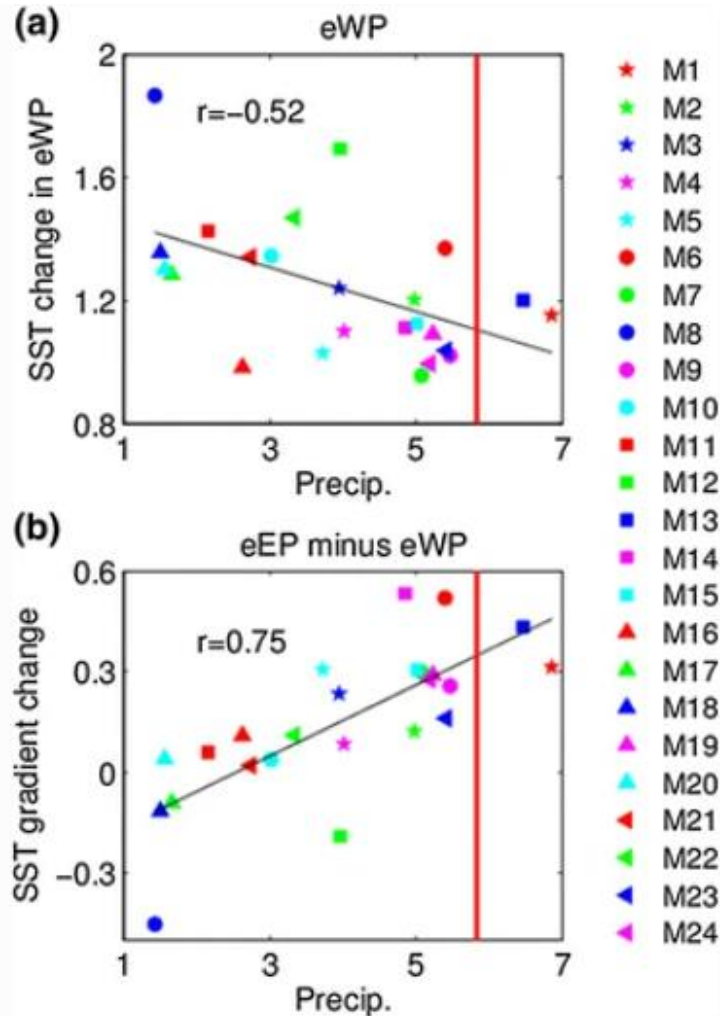 (a)
eWP
2
1.6
1.2
0.8
SST change in eWP
r=-0.52
1
3
5
7
Precip.
(b)
eEP minus eWP
0.6
0.3
0
-0.3
SST gradient change
r=0.75
1
3
5
7
Precip.
M1
M2
M3
M4
M5
M6
M7
M8
M9
M10
M11
M12
M13
M14
M15
M16
M17
M18
M19
M20
M21
M22
M23
M24